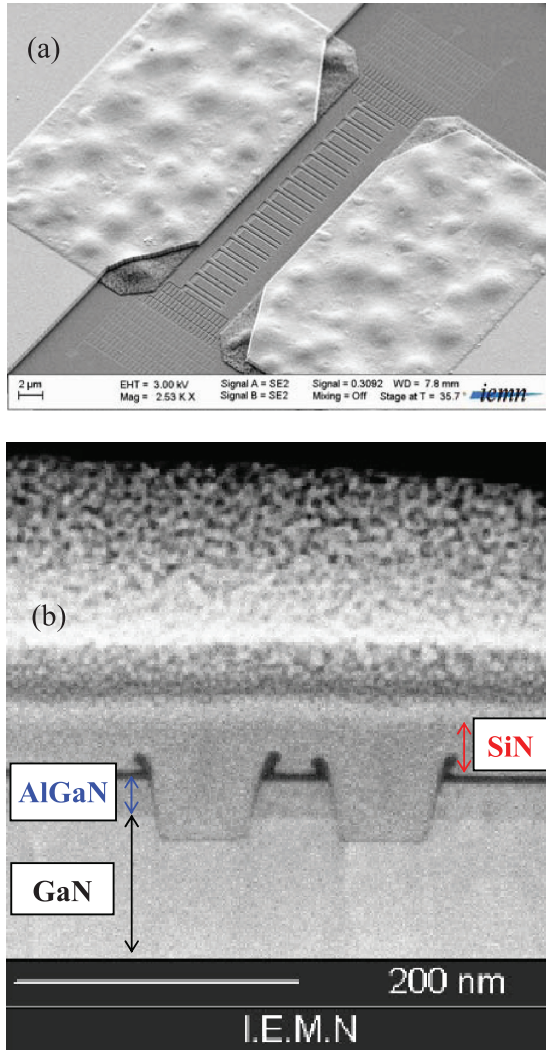 (a)
2 µm
EHT = 3.00 kV
Mag = 2.53 K X
Signal A = SE2
Signal B = SE2
Signal = 0.3092 WD = 7.8 mm
Mixing = Off Stage at T = 35.7 °
iemn
(b)
SiN
AlGaN
GaN
200 nm
I.E.M.N